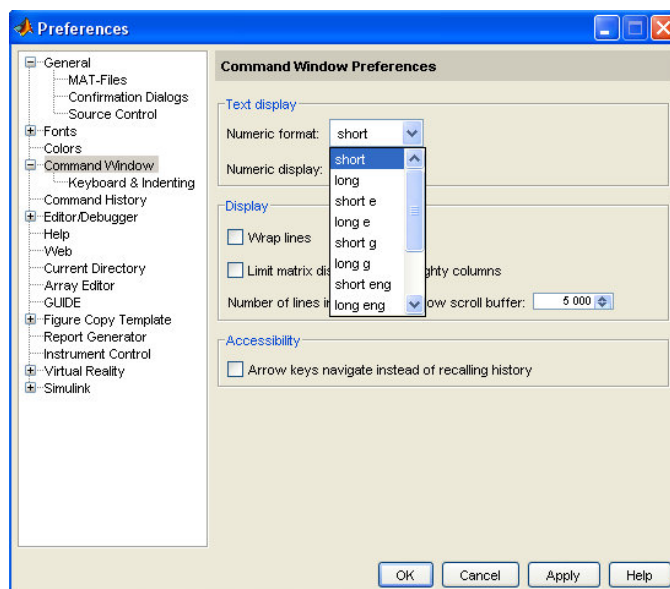 Preferences
General
MAT-Files
Confirmation Dialogs
Source Control
Fonts
Colors
Command Window
Keyboard & Indenting
Command History
Editor/Debugger
Help
Web
Current Directory
Array Editor
GUIDE
Figure Copy Template
Report Generator
Instrument Control
Virtual Reality
Simulink
Command Window Preferences
Text display
Numeric format: short
Numeric display:
short
long
short e
long e
short g
long g
short eng
long eng
Display
Wrap lines
Limit matrix dis ghty columns
Number of lines i ow scroll buffer: 5 000
Accessibility
Arrow keys navigate instead of recalling history
OK Cancel Apply Help